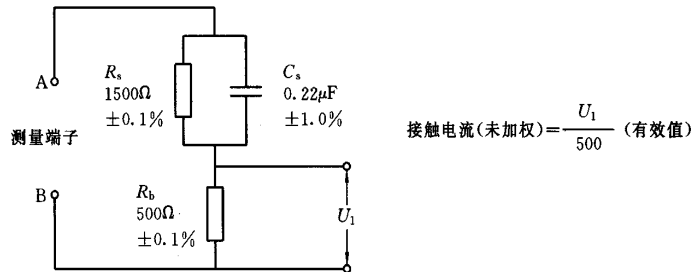 A
测量端子
B
Rs
1500Ω
±0.1%
Cs
0.22μF
±1.0%
Rb
500Ω
±0.1%
U1
接触电流(未加权)=U1/500 (有效值)